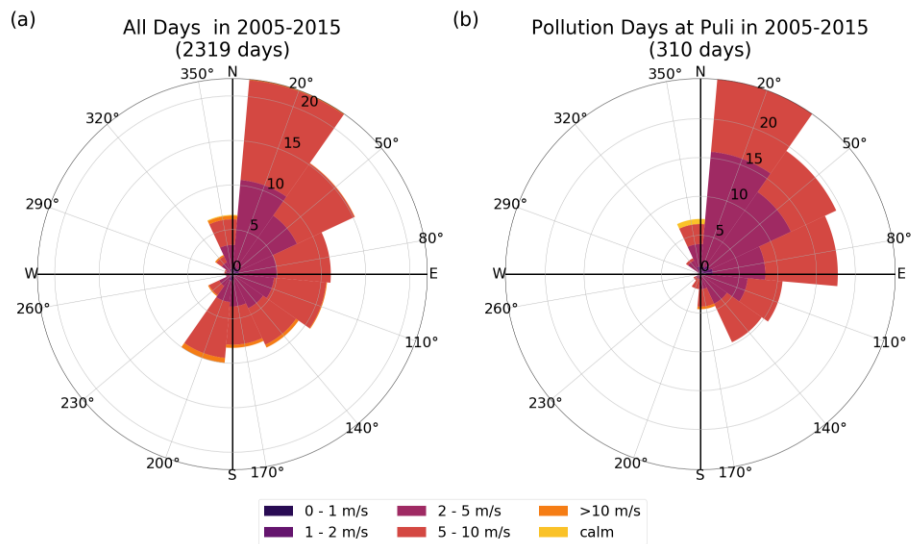 (a)
All Days  in 2005-2015
(2319 days)
N
350°
20°
320°
50°
290°
80°
W
E
260°
110°
230°
140°
200°
170°
S
20
15
10
5
0
(b)
Pollution Days at Puli in 2005-2015
(310 days)
N
350°
20°
320°
50°
290°
80°
W
E
260°
110°
230°
140°
200°
170°
S
20
15
10
5
0
0 - 1 m/s
1 - 2 m/s
2 - 5 m/s
5 - 10 m/s
>10 m/s
calm